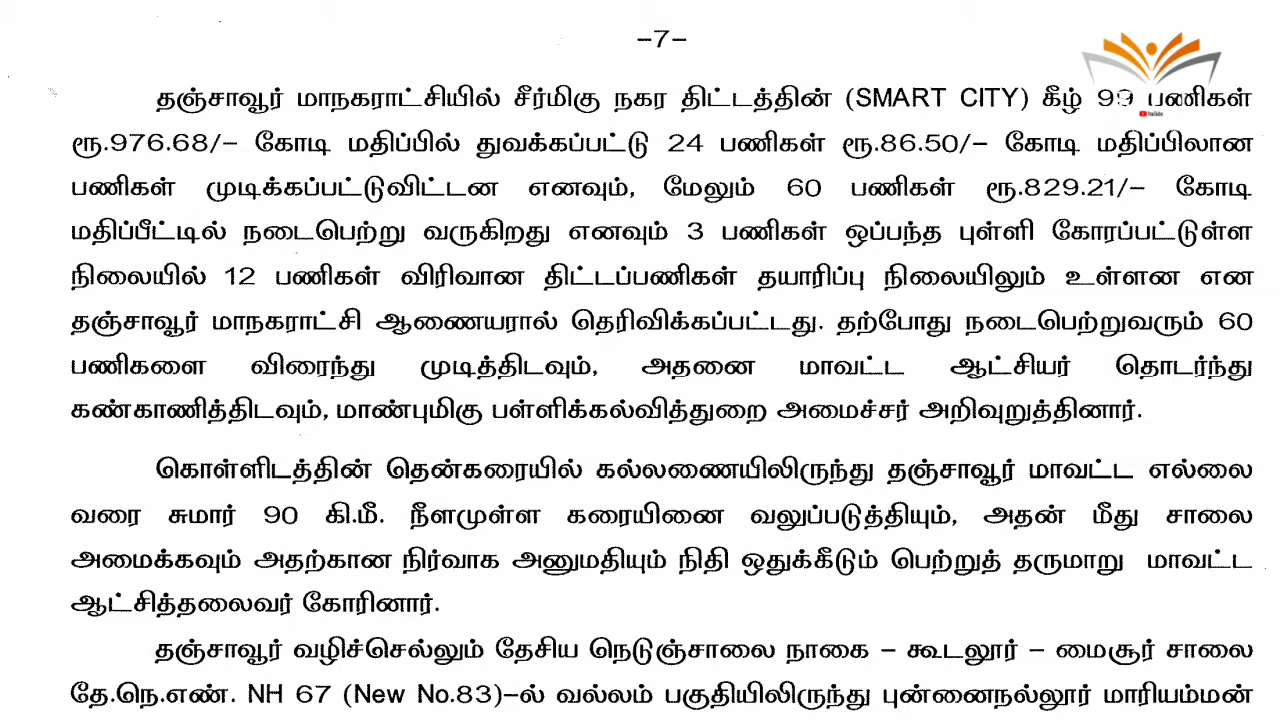 –7–
தஞ்சாவூர் மாநகராட்சியில் சீர்மிகு நகர திட்டத்தின் (SMART CITY) கீழ் 99 பணிகள்
ரூ.976.68/– கோடி மதிப்பில் துவக்கப்பட்டு 24 பணிகள் ரூ.86.50/– கோடி மதிப்பிலான
பணிகள் முடிக்கப்பட்டுவிட்டன எனவும், மேலும் 60 பணிகள் ரூ.829.21/– கோடி
மதிப்பீட்டில் நடைபெற்று வருகிறது எனவும் 3 பணிகள் ஒப்பந்த புள்ளி கோரப்பட்டுள்ள
நிலையில் 12 பணிகள் விரிவான திட்டப்பணிகள் தயாரிப்பு நிலையிலும் உள்ளன என
தஞ்சாவூர் மாநகராட்சி ஆணையரால் தெரிவிக்கப்பட்டது. தற்போது நடைபெற்றுவரும் 60
பணிகளை விரைந்து முடித்திடவும், அதனை மாவட்ட ஆட்சியர் தொடர்ந்து
கண்காணித்திடவும், மாண்புமிகு பள்ளிக்கல்வித்துறை அமைச்சர் அறிவுறுத்தினார்.
கொள்ளிடத்தின் தென்கரையில் கல்லணையிலிருந்து தஞ்சாவூர் மாவட்ட எல்லை
வரை சுமார் 90 கி.மீ. நீளமுள்ள கரையினை வலுப்படுத்தியும், அதன் மீது சாலை
அமைக்கவும் அதற்கான நிர்வாக அனுமதியும் நிதி ஒதுக்கீடும் பெற்றுத் தருமாறு மாவட்ட
ஆட்சித்தலைவர் கோரினார்.
தஞ்சாவூர் வழிச்செல்லும் தேசிய நெடுஞ்சாலை நாகை – கூடலூர் – மைசூர் சாலை
தே.நெ.எண். NH 67 (New No.83)–ல் வல்லம் பகுதியிலிருந்து புன்னைநல்லூர் மாரியம்மன்
YouTube